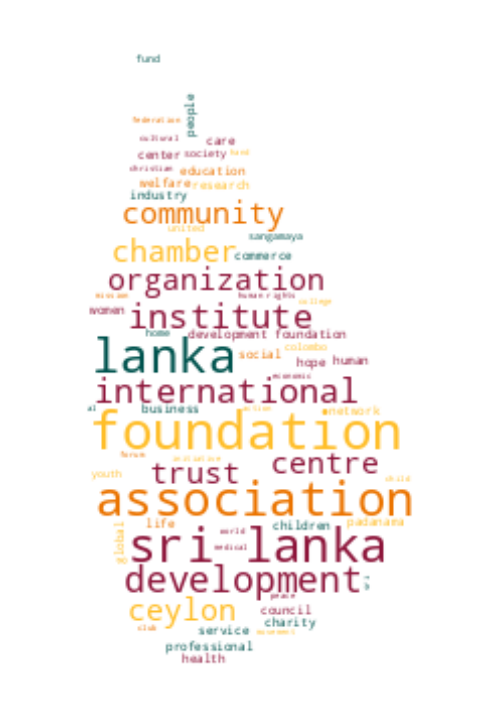 fund
people
federation
cultural care
center society
christian education
welfare research
industry
community
united
sangamaya
chamber commerce
organization
mission human rights
college
women institute
home development foundation
lanka social colombo
hope human
economic
international
al business action network
foundation
forum initiative centre
youth trust child
association
global life children padanama
world
sri lanka
medical
development
peace
ceylon council
club service charity
movement
professional
health